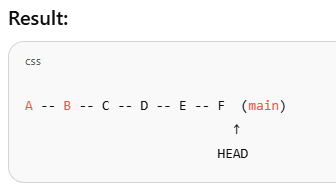 Result:
css
A -- B -- C -- D -- E -- F (main)
↑
HEAD